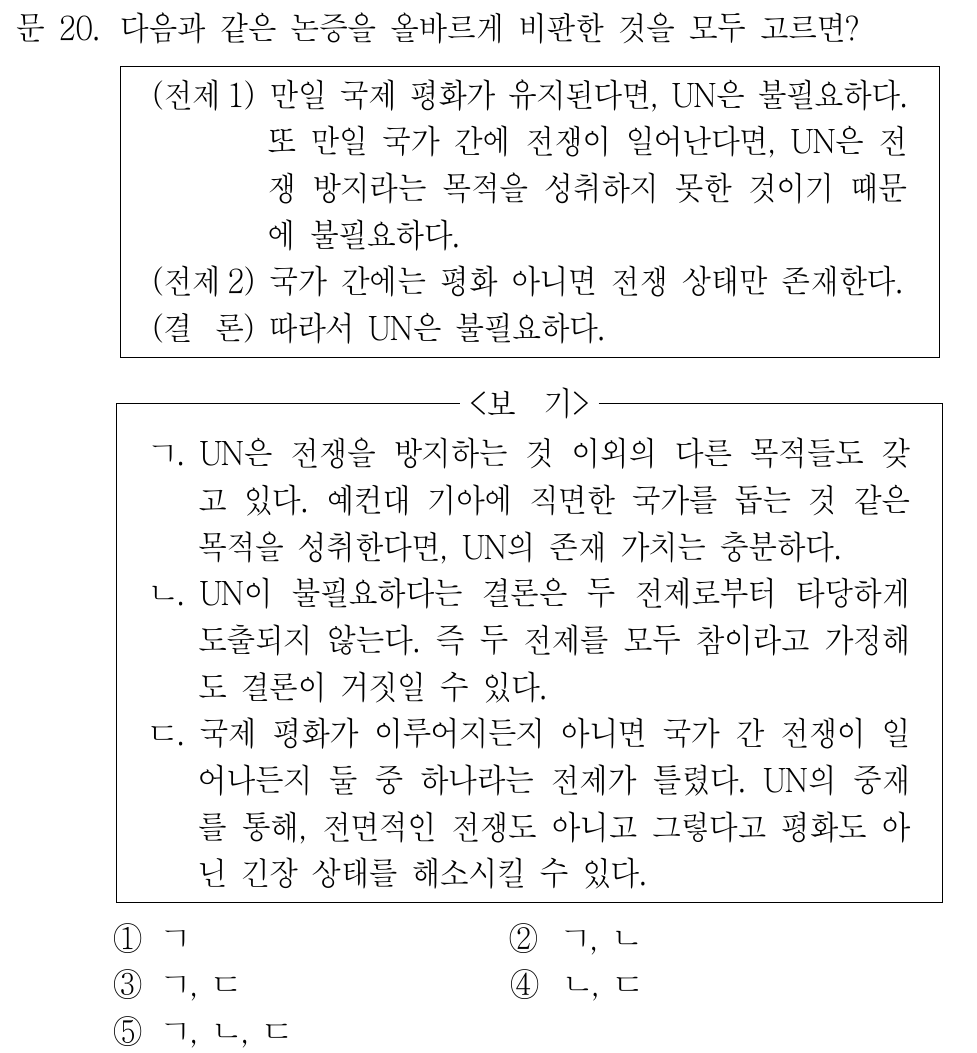 문 20. 다음과 같은 논증을 올바르게 비판한 것을 모두 고르면?
(전제 1) 만일 국제 평화가 유지된다면, UN은 불필요하다.
또 만일 국가 간에 전쟁이 일어난다면, UN은 전
쟁 방지라는 목적을 성취하지 못한 것이기 때문
에 불필요하다.
(전제 2) 국가 간에는 평화 아니면 전쟁 상태만 존재한다.
(결 론) 따라서 UN은 불필요하다.
<보 기>
ㄱ. UN은 전쟁을 방지하는 것 이외의 다른 목적들도 갖
고 있다. 예컨대 기아에 직면한 국가를 돕는 것 같은
목적을 성취한다면, UN의 존재 가치는 충분하다.
ㄴ. UN이 불필요하다는 결론은 두 전제로부터 타당하게
도출되지 않는다. 즉 두 전제를 모두 참이라고 가정해
도 결론이 거짓일 수 있다.
ㄷ. 국제 평화가 이루어지든지 아니면 국가 간 전쟁이 일
어나든지 둘 중 하나라는 전제가 틀렸다. UN의 중재
를 통해, 전면적인 전쟁도 아니고 그렇다고 평화도 아
닌 긴장 상태를 해소시킬 수 있다.
① ㄱ ② ㄱ, ㄴ
③ ㄱ, ㄷ ④ ㄴ, ㄷ
⑤ ㄱ, ㄴ, ㄷ